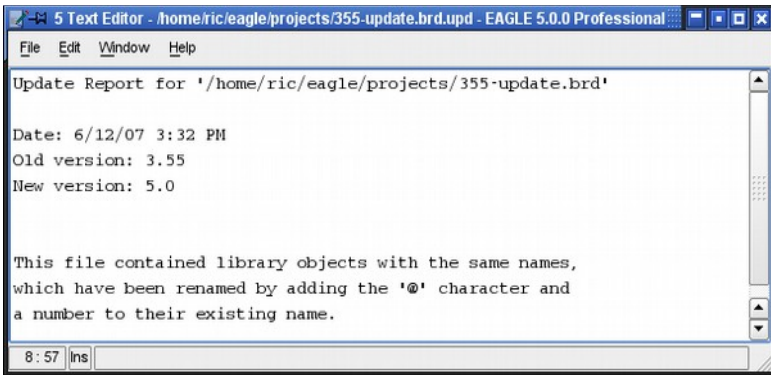 5 Text Editor - /home/ric/eagle/projects/355-update.brd.upd - EAGLE 5.0.0 Professional
File Edit Window Help
Update Report for '/home/ric/eagle/projects/355-update.brd'
Date: 6/12/07 3:32 PM
Old version: 3.55
New version: 5.0
This file contained library objects with the same names,
which have been renamed by adding the '@' character and
a number to their existing name.
8:57 Ins